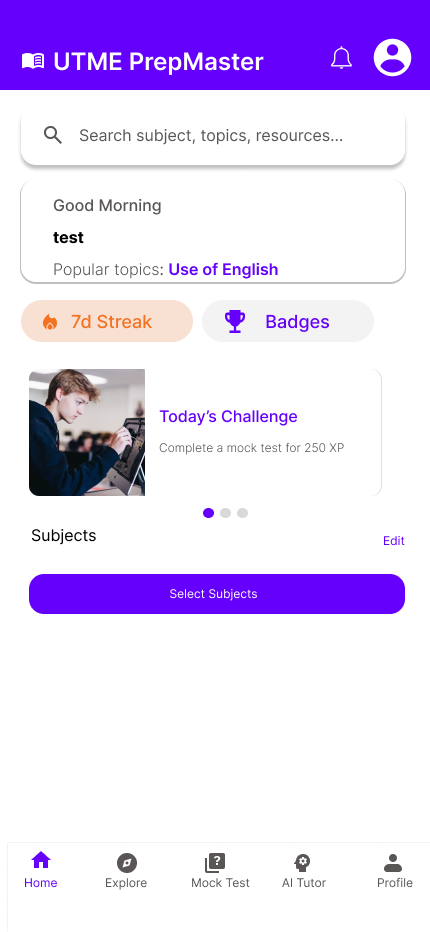 UTME PrepMaster
Search subject, topics, resources...
Good Morning
test
Popular topics: Use of English
7d Streak
Badges
Today's Challenge
Complete a mock test for 250 XP
Subjects
Edit
Select Subjects
Home
Explore
Mock Test
AI Tutor
Profile